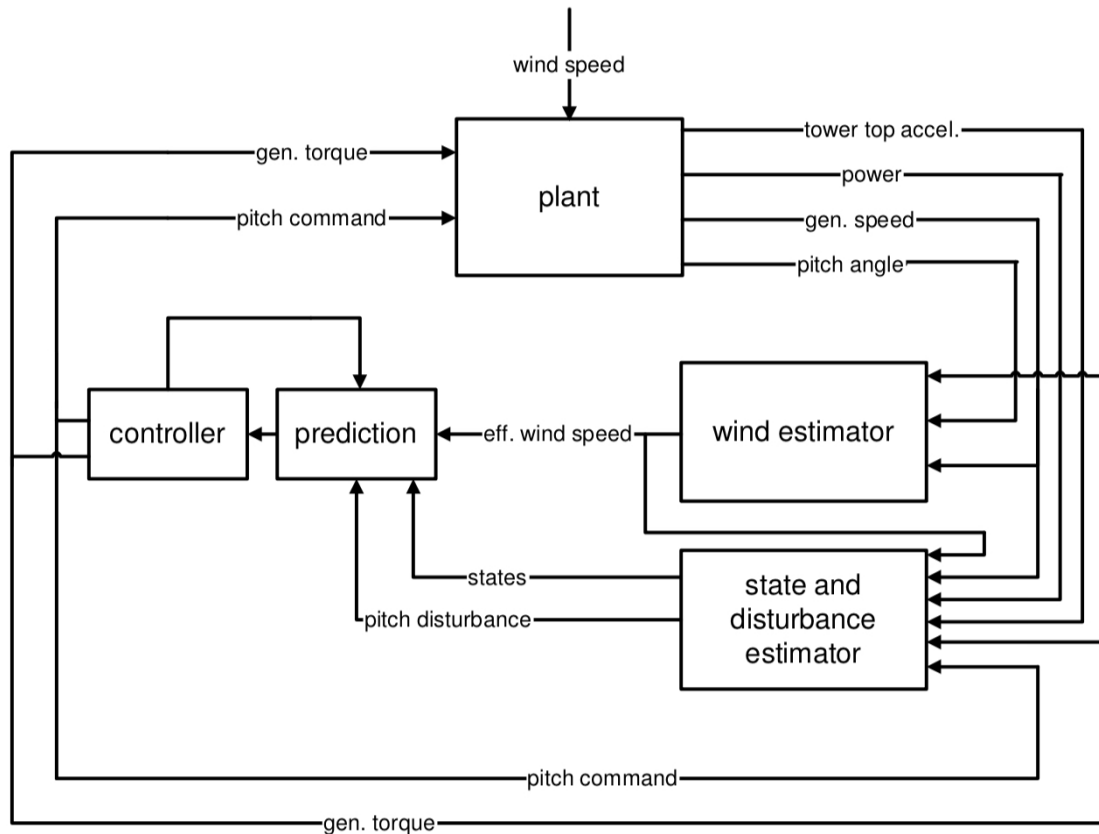 wind speed
tower top accel.
gen. torque
power
plant
pitch command
gen. speed
pitch angle
controller
prediction
eff. wind speed
wind estimator
states
state and
disturbance
estimator
pitch disturbance
pitch command
gen. torque